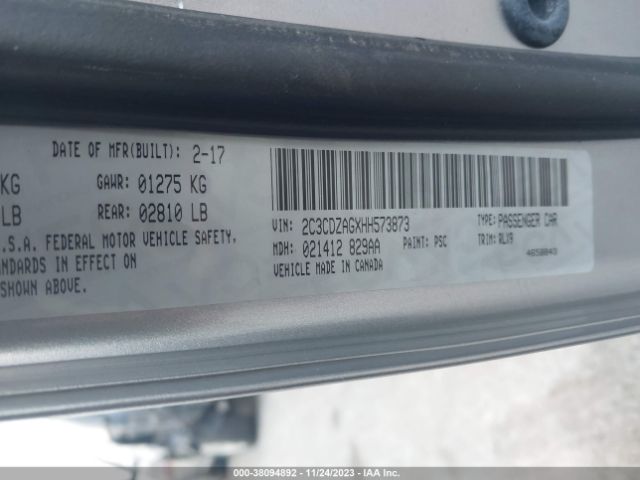 DATE OF MFR(BUILT): 2-17
KG GAWR: 01275 KG
LB REAR: 02810 LB
.S.A. FEDERAL MOTOR VEHICLE SAFETY,
ANDARDS IN EFFECT ON
SHOWN ABOVE.
VIN: 2C3CDZAGXHH573873 TYPE: PASSENGER CAR
MDH: 021412 829AA PAINT: PSC TRIM: RLX9
VEHICLE MADE IN CANADA
000-38094892 - 11/24/2023 - IAA Inc.